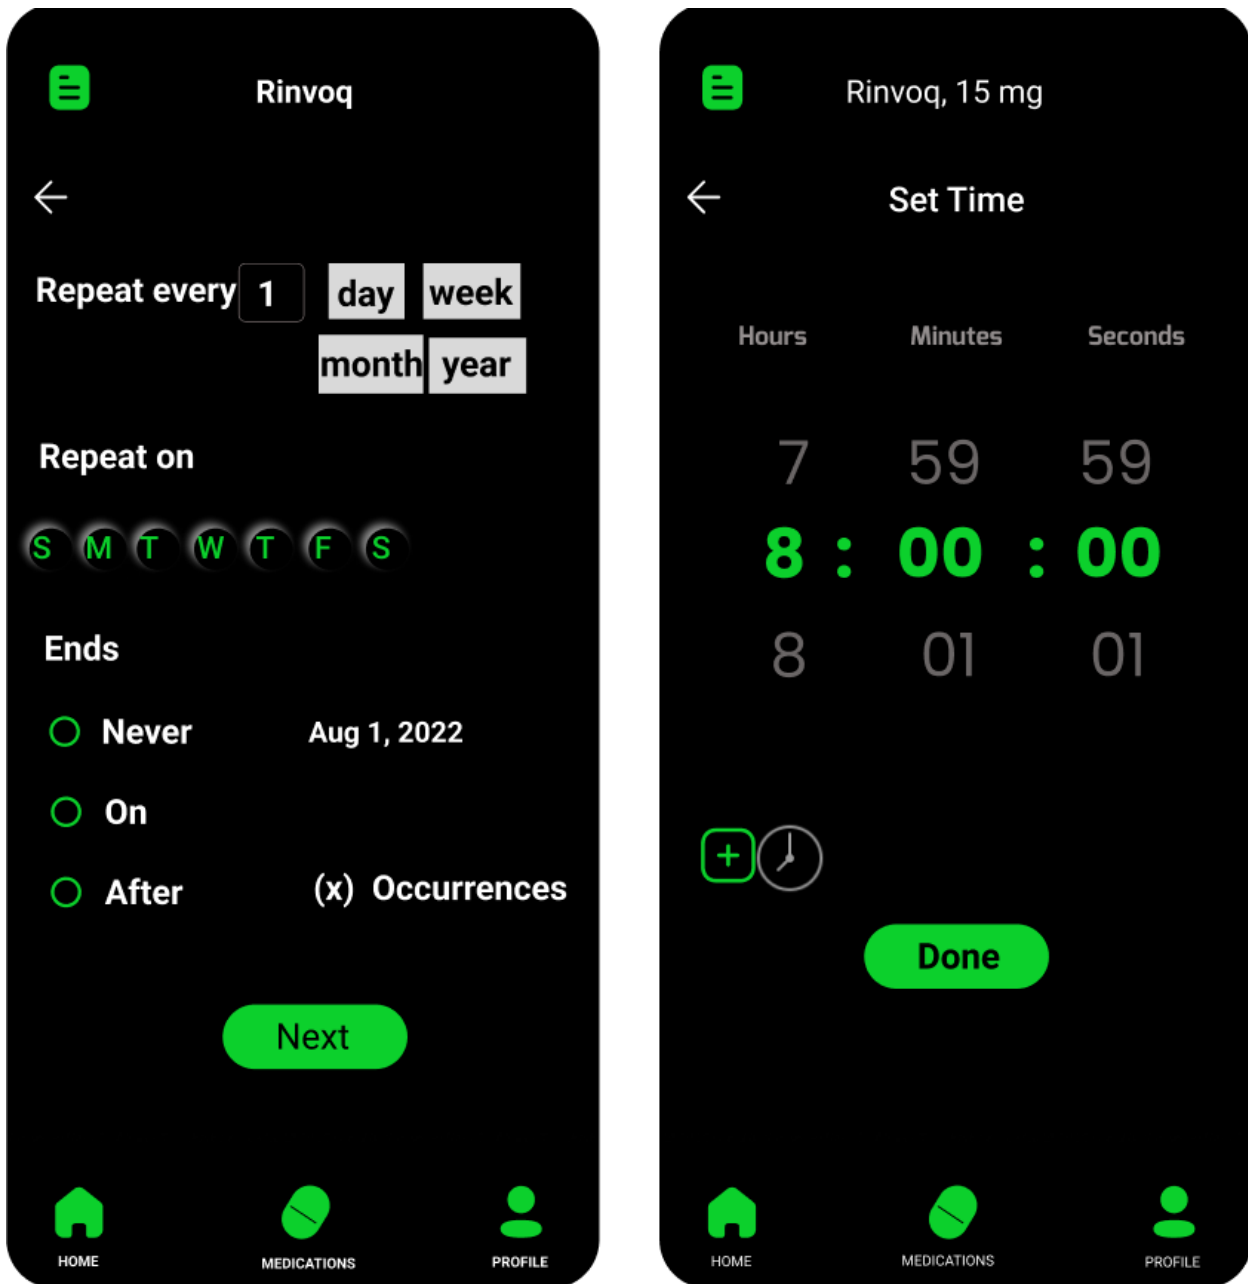 Rinvoq
Repeat every 1 day week
month year
Repeat on
S M T W T F S
Ends
Never Aug 1, 2022
On
After (x) Occurrences
Next
HOME MEDICATIONS PROFILE
Rinvoq, 15 mg
Set Time
Hours Minutes Seconds
7 59 59
8 : 00 : 00
8 01 01
Done
HOME MEDICATIONS PROFILE